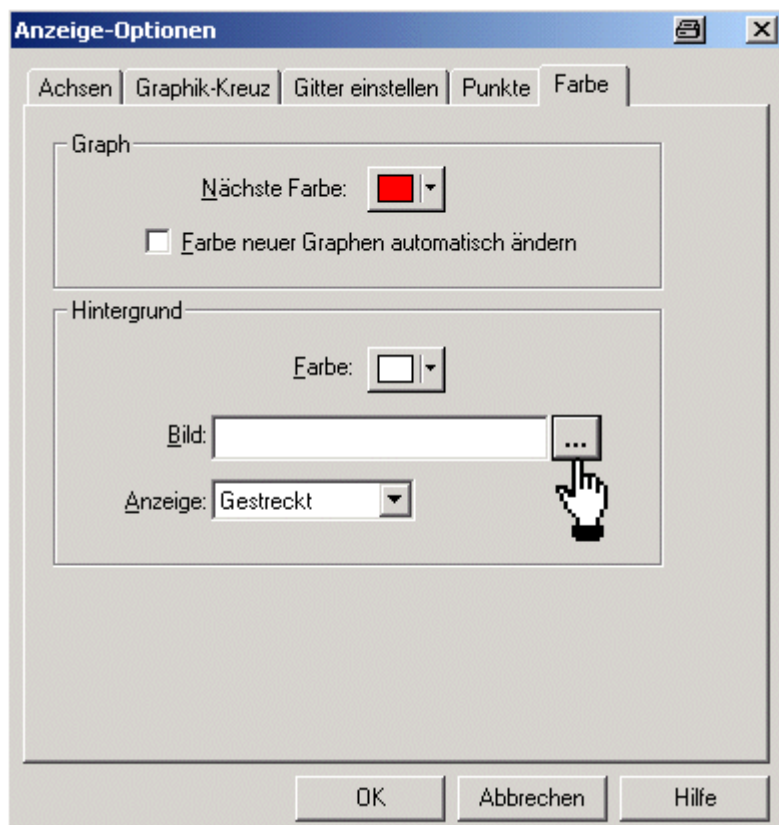 Anzeige-Optionen
Achsen Graphik-Kreuz Gitter einstellen Punkte Farbe
Graph
Nächste Farbe:
Farbe neuer Graphen automatisch ändern
Hintergrund
Farbe:
Bild: ...
Anzeige: Gestreckt
OK Abbrechen Hilfe